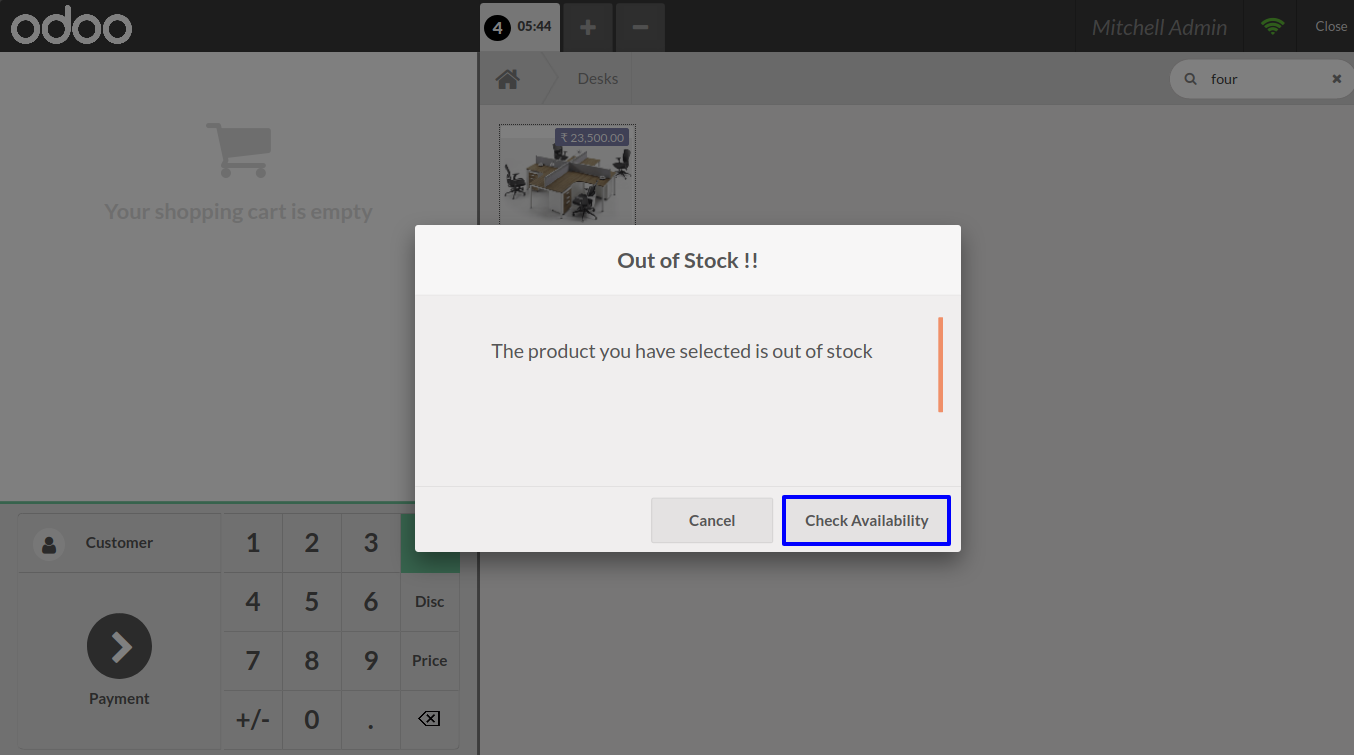 odoo
4 05:44
Mitchell Admin
Close
Desks
four
₹ 23,500.00
Your shopping cart is empty
Out of Stock !!
The product you have selected is out of stock
Cancel
Check Availability
Customer
1 2 3
4 5 6 Disc
7 8 9 Price
Payment
+/- 0 .